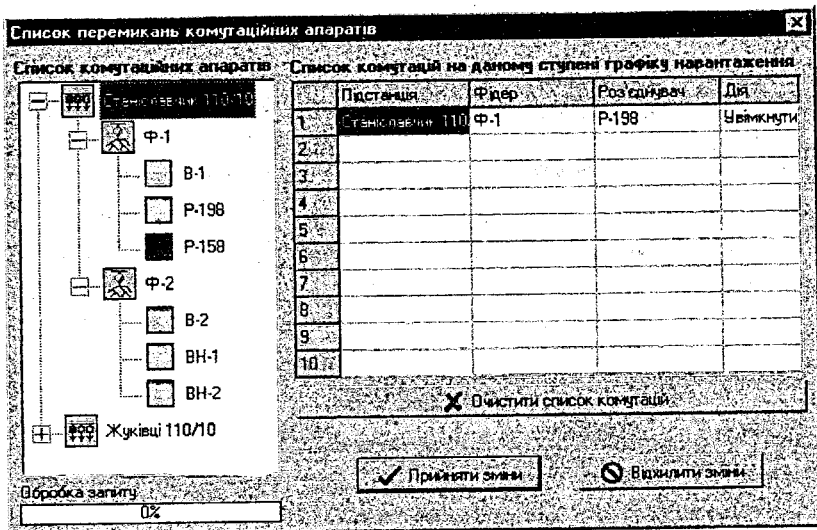 Список перемикань комутаційних апаратів
Список комутаційних апаратів
Станіславчик 110-10
Ф-1
В-1
Р-198
Р-158
Ф-2
В-2
ВН-1
ВН-2
Жуківці 110/10
Обробка запиту
0%
Список комутацій на даному ступені графіку навантаження
Підстанція Фідер Роз'єднувач Дія
1 Станіславчик 110 Ф-1 Р-198 Увімкнути
2
3
4
5
6
7
8
9
10
Очистити список комутацій
Прийняти зміни
Відхилити зміни